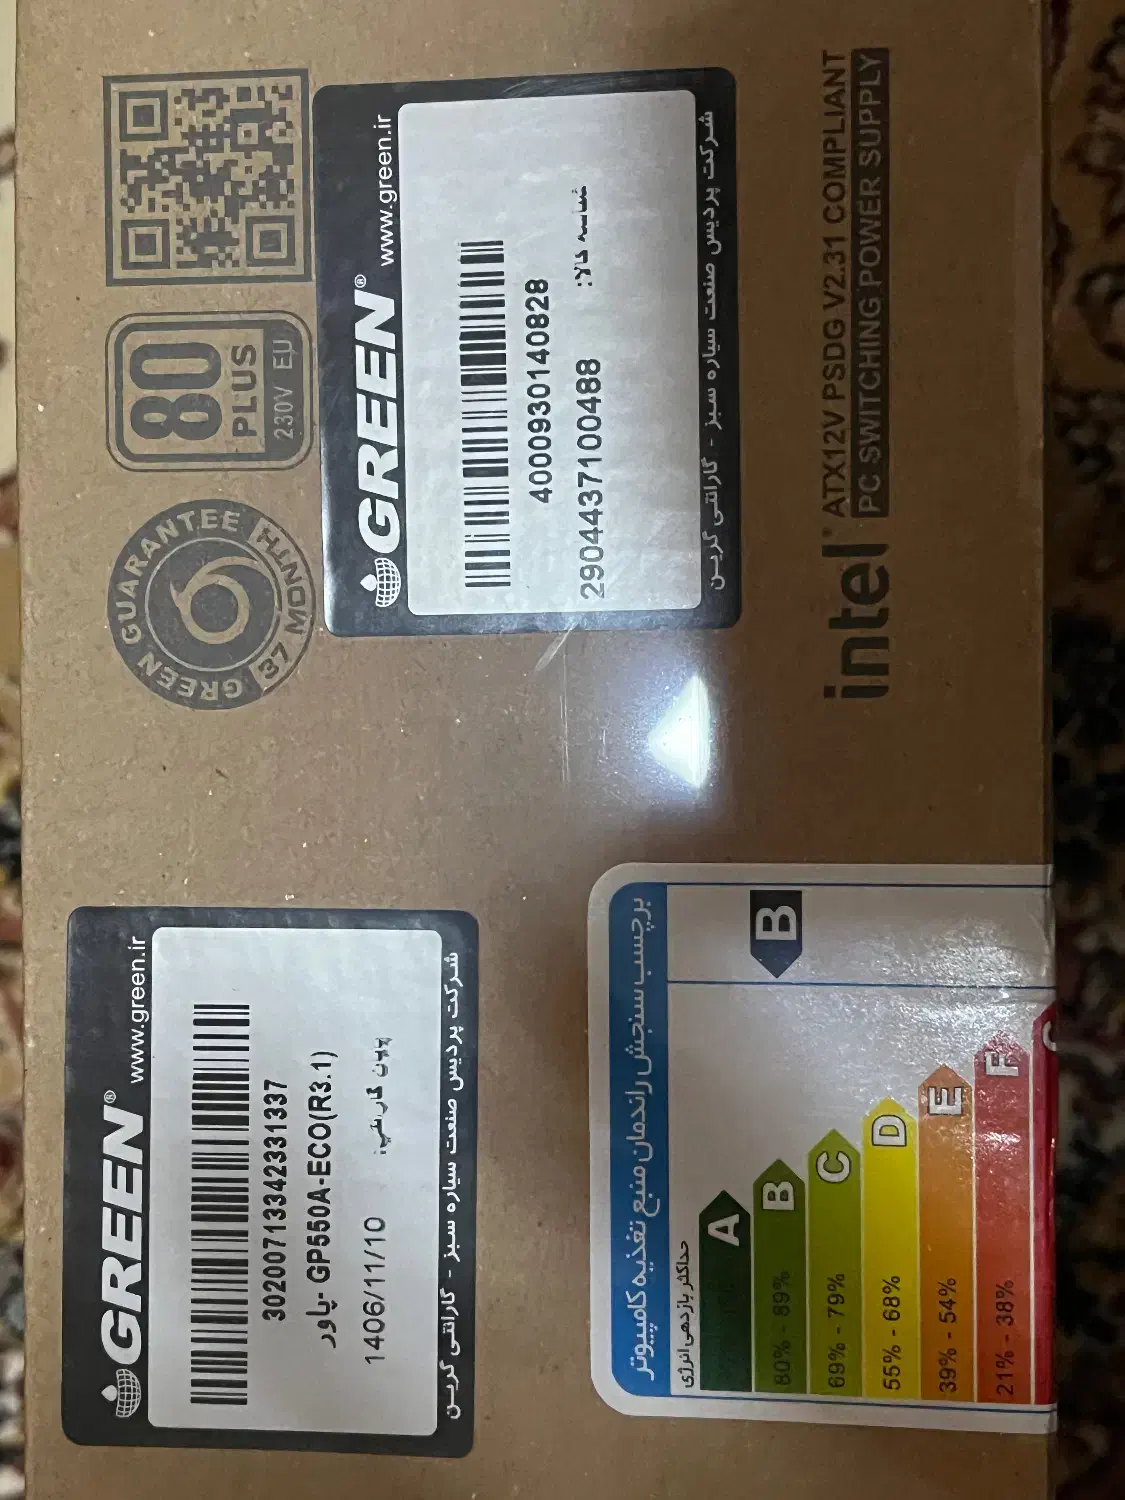 GREEN GUARANTEE
37 MONTH
80
PLUS
230V EU
GREEN® www.green.ir
4000930140828
شناسه کالا:
2904437100488
شرکت پردیس صنعت سیاره سبز - گارانتی گرین
intel® ATX12V PSDG V2.31 COMPLIANT
PC SWITCHING POWER SUPPLY
GREEN® www.green.ir
30200713342331337
پاور- GP550A-ECO(R3.1)
1406/11/10
شرکت پردیس صنعت سیاره سبز - گارانتی گرین
برچسب سنجش راندمان منبع تغذیه کامپیوتر
حداکثر بازدهی انرژی
A
B
80% - 89% B
69% - 79% C
55% - 68% D
39% - 54% E
21% - 38% F